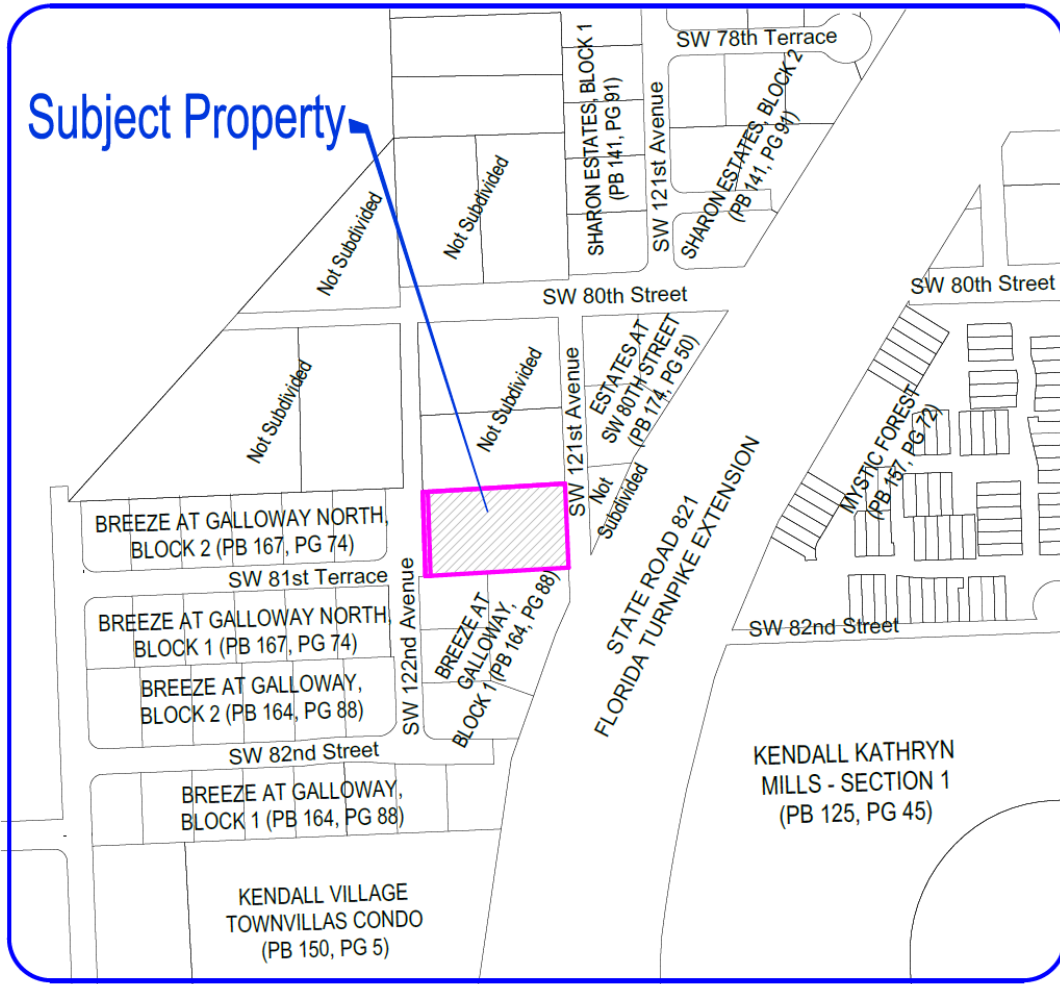 SW 78th Terrace
SHARON ESTATES, BLOCK 1
(PB 141, PG 91)
SW 121st Avenue
SHARON ESTATES, BLOCK 2
(PB 141, PG 91)
Subject Property
Not Subdivided
Not Subdivided
SW 80th Street
SW 80th Street
Not Subdivided
Not Subdivided
SW 121st Avenue
ESTATES AT
SW 80TH STREET
(PB 174, PG 50)
Not
Subdivided
STATE ROAD 821
FLORIDA TURNPIKE EXTENSION
MYSTIC FOREST
(PB 157, PG 72)
BREEZE AT GALLOWAY NORTH,
BLOCK 2 (PB 167, PG 74)
SW 81st Terrace
BREEZE AT GALLOWAY NORTH,
BLOCK 1 (PB 167, PG 74)
SW 122nd Avenue
BREEZE AT
GALLOWAY,
BLOCK 1 (PB 164, PG 88)
SW 82nd Street
BREEZE AT GALLOWAY,
BLOCK 2 (PB 164, PG 88)
SW 82nd Street
BREEZE AT GALLOWAY,
BLOCK 1 (PB 164, PG 88)
KENDALL KATHRYN
MILLS - SECTION 1
(PB 125, PG 45)
KENDALL VILLAGE
TOWNVILLAS CONDO
(PB 150, PG 5)